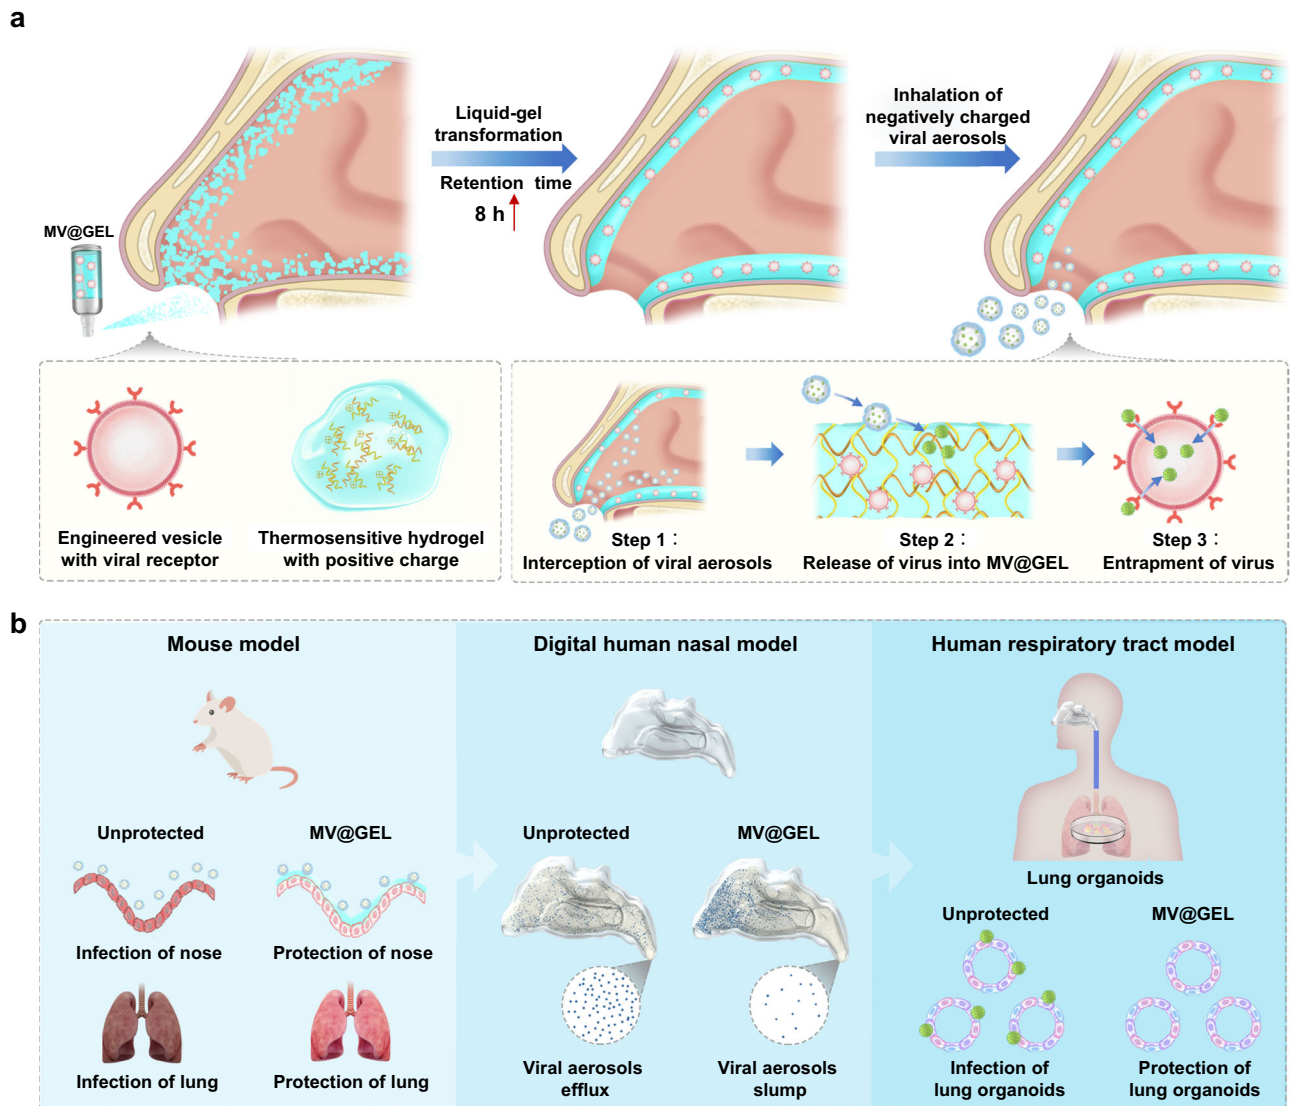 a
MV@GEL
Liquid-gel
transformation
Retention time
8 h
Inhalation of
negatively charged
viral aerosols
Engineered vesicle
with viral receptor
Thermosensitive hydrogel
with positive charge
Step 1：
Interception of viral aerosols
Step 2：
Release of virus into MV@GEL
Step 3：
Entrapment of virus
b
Mouse model
Unprotected
MV@GEL
Infection of nose
Protection of nose
Infection of lung
Protection of lung
Digital human nasal model
Unprotected
MV@GEL
Viral aerosols
efflux
Viral aerosols
slump
Human respiratory tract model
Lung organoids
Unprotected
MV@GEL
Infection of
lung organoids
Protection of
lung organoids